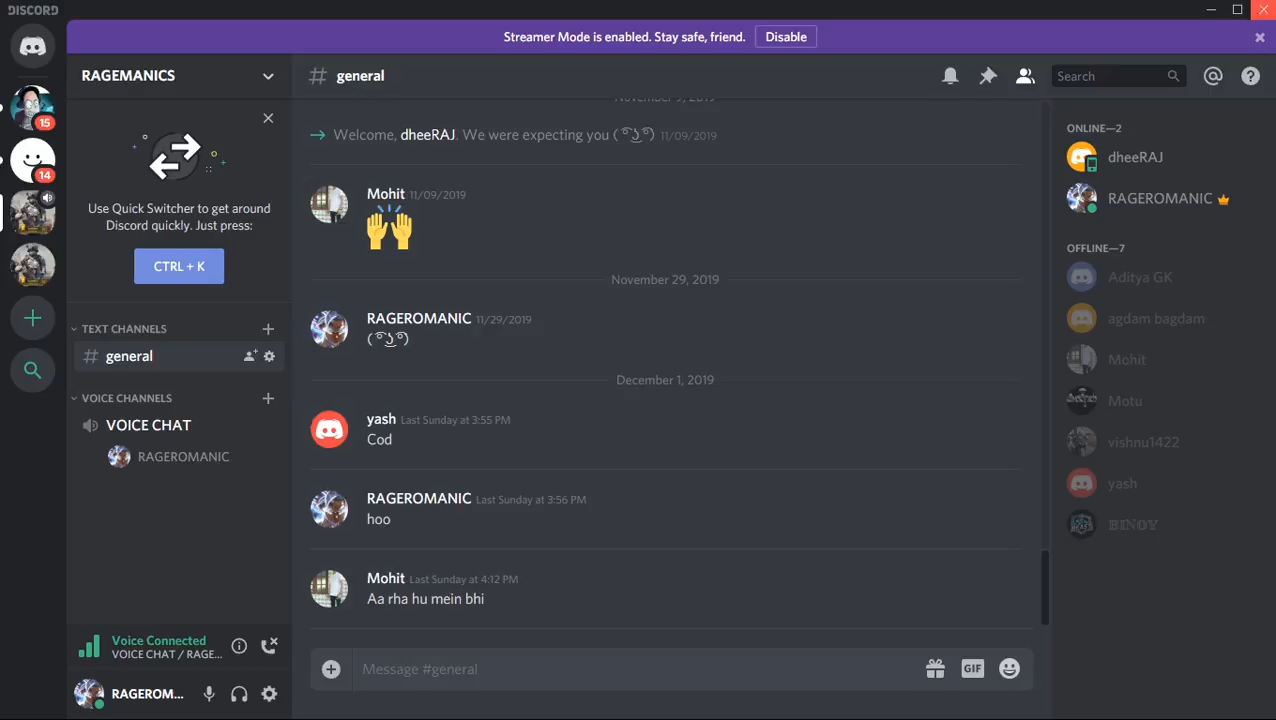 DISCORD
Streamer Mode is enabled. Stay safe, friend. Disable
RAGEMANICS
# general
Search
15
14
Use Quick Switcher to get around
Discord quickly. Just press:
CTRL + K
TEXT CHANNELS
# general
VOICE CHANNELS
VOICE CHAT
RAGEROMANIC
Voice Connected
VOICE CHAT / RAGE...
RAGEROM...
November 9, 2019
Welcome, dheeRAJ. We were expecting you ( ͡° ͜ʖ ͡°) 11/09/2019
Mohit 11/09/2019
November 29, 2019
RAGEROMANIC 11/29/2019
( ͡° ͜ʖ ͡°)
December 1, 2019
yash Last Sunday at 3:55 PM
Cod
RAGEROMANIC Last Sunday at 3:56 PM
hoo
Mohit Last Sunday at 4:12 PM
Aa rha hu mein bhi
Message #general
GIF
ONLINE—2
dheeRAJ
RAGEROMANIC
OFFLINE—7
Aditya GK
agdam bagdam
Mohit
Motu
vishnu1422
yash
𝔹𝕀ℕ𝕆𝕐